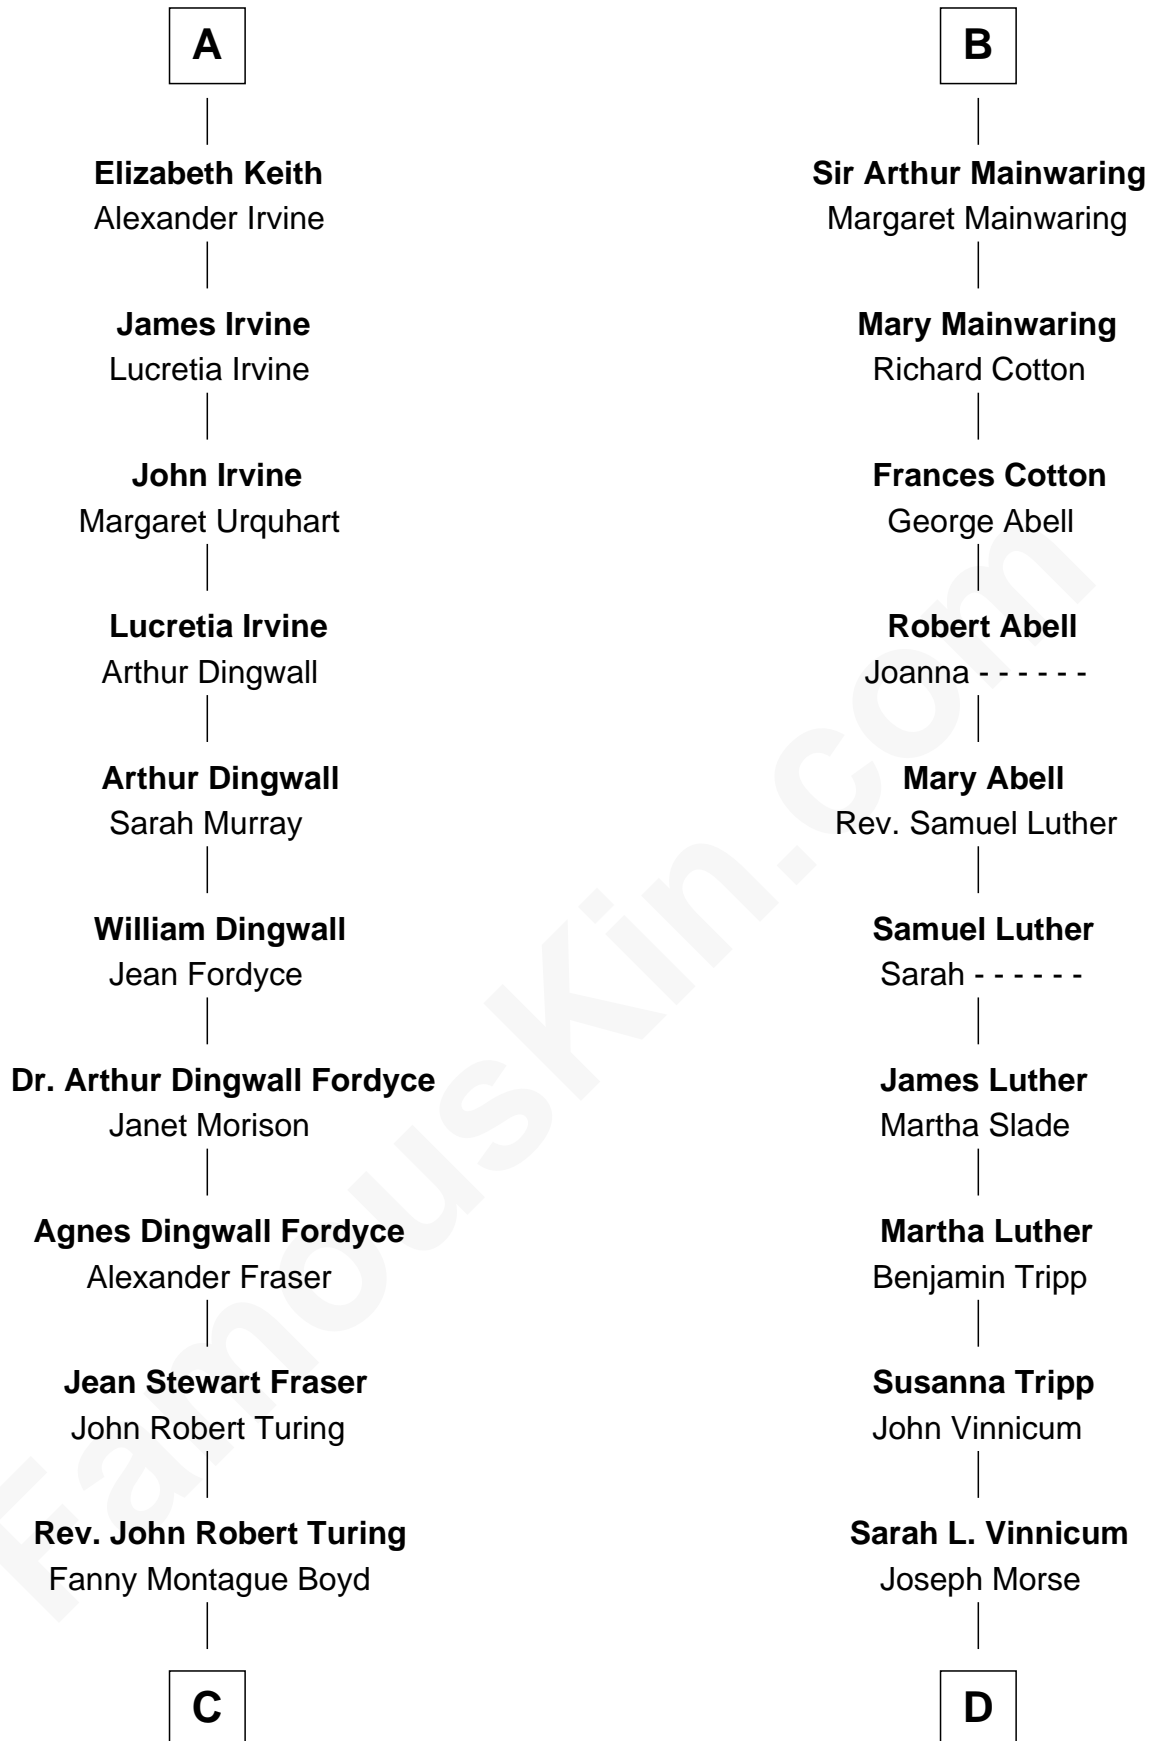 A
Elizabeth Keith
Alexander Irvine
James Irvine
Lucretia Irvine
John Irvine
Margaret Urquhart
Lucretia Irvine
Arthur Dingwall
Arthur Dingwall
Sarah Murray
William Dingwall
Jean Fordyce
Dr. Arthur Dingwall Fordyce
Janet Morison
Agnes Dingwall Fordyce
Alexander Fraser
Jean Stewart Fraser
John Robert Turing
Rev. John Robert Turing
Fanny Montague Boyd
C
B
Sir Arthur Mainwaring
Margaret Mainwaring
Mary Mainwaring
Richard Cotton
Frances Cotton
George Abell
Robert Abell
Joanna - - - - - -
Mary Abell
Rev. Samuel Luther
Samuel Luther
Sarah - - - - - -
James Luther
Martha Slade
Martha Luther
Benjamin Tripp
Susanna Tripp
John Vinnicum
Sarah L. Vinnicum
Joseph Morse
D
FamousKin.com